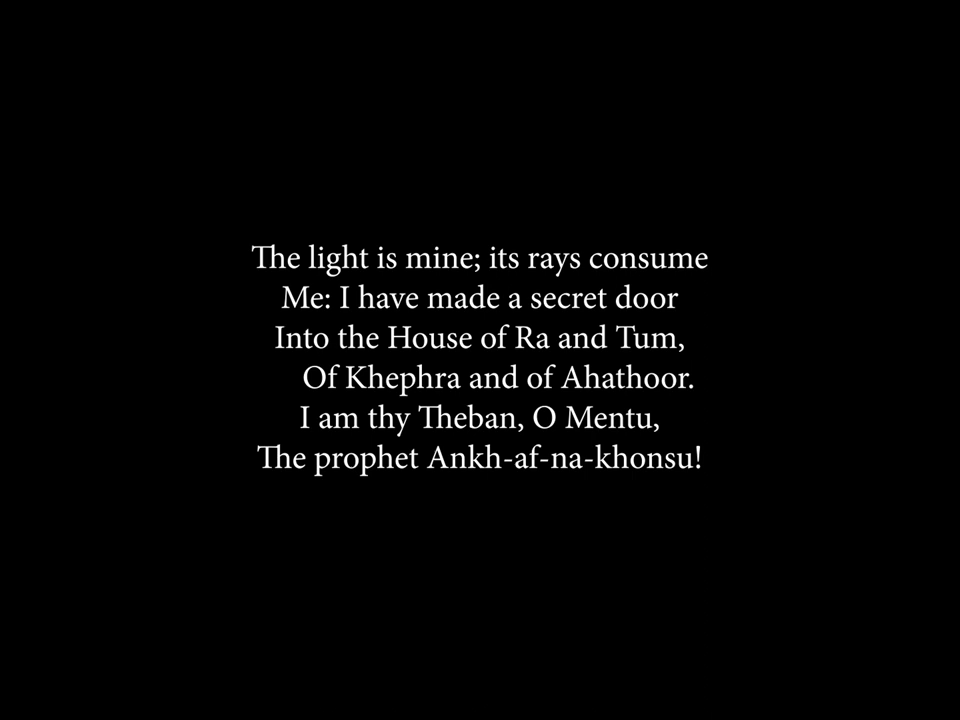 The light is mine; its rays consume
Me: I have made a secret door
Into the House of Ra and Tum,
Of Khephra and of Ahathoor.
I am thy Theban, O Mentu,
The prophet Ankh-af-na-khonsu!